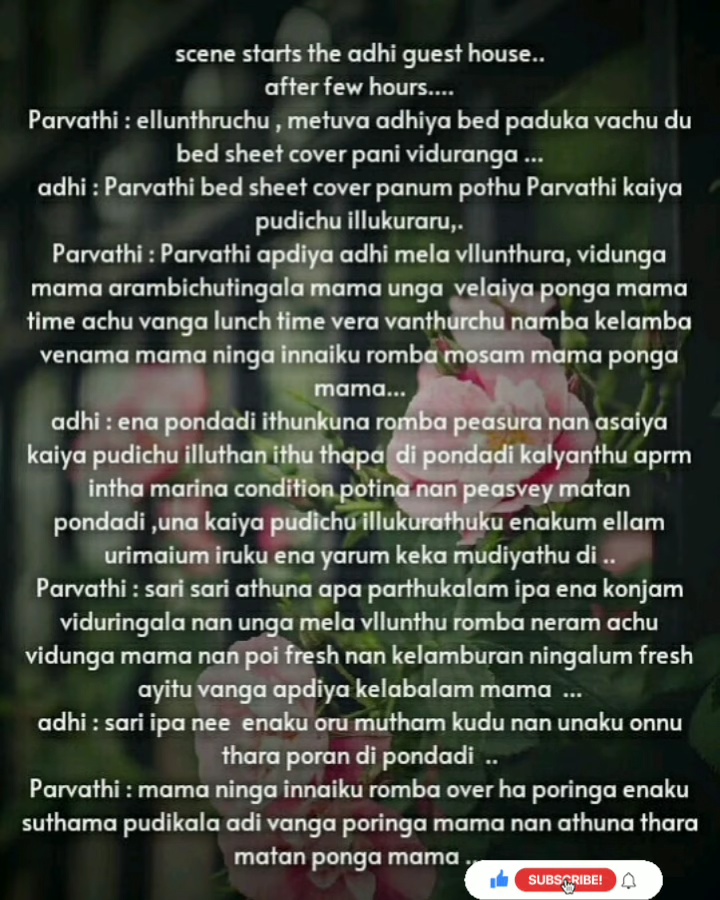 scene starts the adhi guest house..
after few hours....
Parvathi : ellunthruchu , metuva adhiya bed paduka vachu du
bed sheet cover pani viduranga ...
adhi : Parvathi bed sheet cover panum pothu Parvathi kaiya
pudichu illukuraru,.
Parvathi : Parvathi apdiya adhi mela vllunthura, vidunga
mama arambichutingala mama unga velaiya ponga mama
time achu vanga lunch time vera vanthurchu namba kelamba
venama mama ninga innaiku romba mosam mama ponga
mama...
adhi : ena pondadi ithunkuna romba peasura nan asaiya
kaiya pudichu illuthan ithu thapa di pondadi kalyanthu aprm
intha marina condition potina nan peasvey matan
pondadi ,una kaiya pudichu illukurathuku enakum ellam
urimaium iruku ena yarum keka mudiyathu di ..
Parvathi : sari sari athuna apa parthukalam ipa ena konjam
viduringala nan unga mela vllunthu romba neram achu
vidunga mama nan poi fresh nan kelamburan ningalum fresh
ayitu vanga apdiya kelabalam mama ...
adhi : sari ipa nee enaku oru mutham kudu nan unaku onnu
thara poran di pondadi ..
Parvathi : mama ninga innaiku romba over ha poringa enaku
suthama pudikala adi vanga poringa mama nan athuna thara
matan ponga mama ..
SUBSCRIBE!